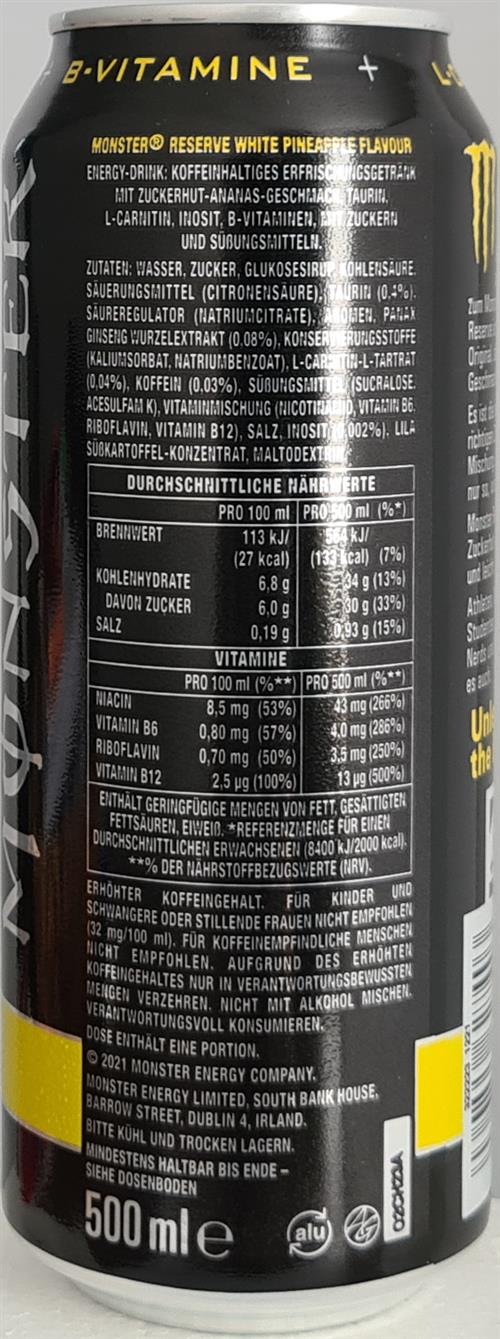 B-VITAMINE + L-C
MONSTER® RESERVE WHITE PINEAPPLE FLAVOUR
ENERGY-DRINK: KOFFEINHALTIGES ERFRISCHUNGSGETRÄNK
MIT ZUCKERHUT-ANANAS-GESCHMACK, TAURIN,
L-CARNITIN, INOSIT, B-VITAMINEN, MIT ZUCKERN
UND SÜßUNGSMITTELN.
ZUTATEN: WASSER, ZUCKER, GLUKOSESIRUP, KOHLENSÄURE,
SÄUERUNGSMITTEL (CITRONENSÄURE), TAURIN (0,4%),
SÄUREREGULATOR (NATRIUMCITRATE), AROMEN, PANAX
GINSENG WURZELEXTRAKT (0,08%), KONSERVIERUNGSSTOFFE
(KALIUMSORBAT, NATRIUMBENZOAT), L-CARNITIN-L-TARTRAT
(0,04%), KOFFEIN (0,03%), SÜßUNGSMITTEL (SUCRALOSE,
ACESULFAM K), VITAMINMISCHUNG (NICOTINAMID, VITAMIN B6,
RIBOFLAVIN, VITAMIN B12), SALZ, INOSIT (0,002%), LILA
SÜßKARTOFFEL-KONZENTRAT, MALTODEXTRIN.
DURCHSCHNITTLICHE NÄHRWERTE
PRO 100 ml PRO 500 ml (%*)
BRENNWERT 113 kJ/ 564 kJ/
(27 kcal) (133 kcal) (7%)
KOHLENHYDRATE 6,8 g 34 g (13%)
DAVON ZUCKER 6,0 g 30 g (33%)
SALZ 0,19 g 0,93 g (15%)
VITAMINE
PRO 100 ml (%**) PRO 500 ml (%**)
NIACIN 8,5 mg (53%) 43 mg (266%)
VITAMIN B6 0,80 mg (57%) 4,0 mg (286%)
RIBOFLAVIN 0,70 mg (50%) 3,5 mg (250%)
VITAMIN B12 2,5 µg (100%) 13 µg (500%)
ENTHÄLT GERINGFÜGIGE MENGEN VON FETT, GESÄTTIGTEN
FETTSÄUREN, EIWEIß. *REFERENZMENGE FÜR EINEN
DURCHSCHNITTLICHEN ERWACHSENEN (8400 kJ/2000 kcal).
**% DER NÄHRSTOFFBEZUGSWERTE (NRV).
ERHÖHTER KOFFEINGEHALT. FÜR KINDER UND
SCHWANGERE ODER STILLENDE FRAUEN NICHT EMPFOHLEN
(32 mg/100 ml). FÜR KOFFEINEMPFINDLICHE MENSCHEN
NICHT EMPFOHLEN. AUFGRUND DES ERHÖHTEN
KOFFEINGEHALTES NUR IN VERANTWORTUNGSBEWUSSTEN
MENGEN VERZEHREN. NICHT MIT ALKOHOL MISCHEN.
VERANTWORTUNGSVOLL KONSUMIEREN.
DOSE ENTHÄLT EINE PORTION.
© 2021 MONSTER ENERGY COMPANY.
MONSTER ENERGY LIMITED, SOUTH BANK HOUSE,
BARROW STREET, DUBLIN 4, IRLAND.
BITTE KÜHL UND TROCKEN LAGERN.
MINDESTENS HALTBAR BIS ENDE –
SIEHE DOSENBODEN
500 ml e
alu
MONSTER
Zum
Es ist
nur so,
und
Nerds
es auch
the